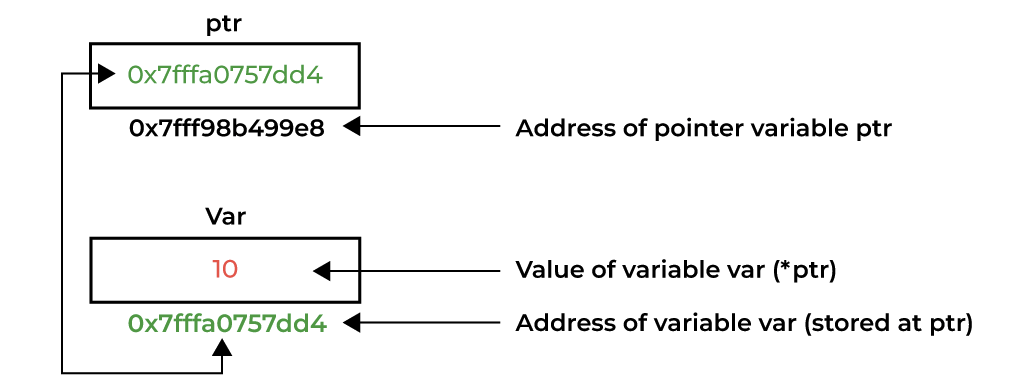 ptr
0x7fffa0757dd4
0x7fff98b499e8
Address of pointer variable ptr
Var
10
Value of variable var (*ptr)
0x7fffa0757dd4
Address of variable var (stored at ptr)